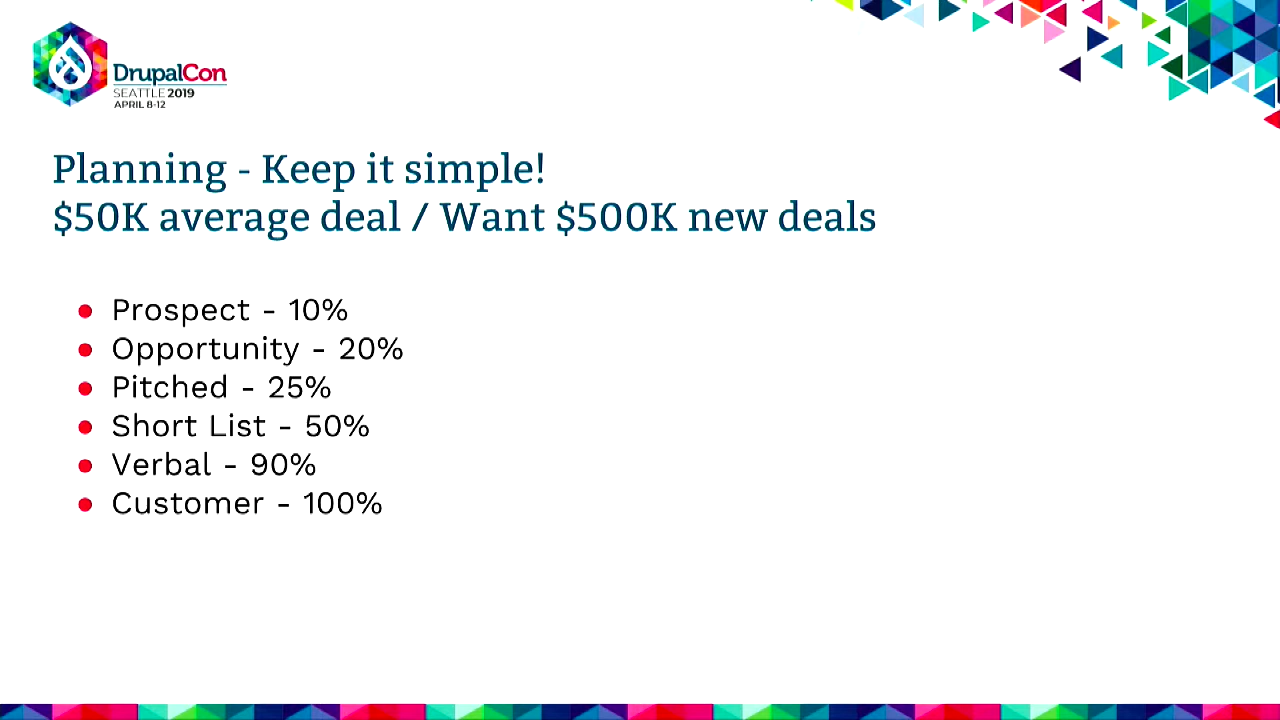 DrupalCon
SEATTLE 2019
APRIL 8-12
Planning - Keep it simple!
$50K average deal / Want $500K new deals
● Prospect - 10%
● Opportunity - 20%
● Pitched - 25%
● Short List - 50%
● Verbal - 90%
● Customer - 100%